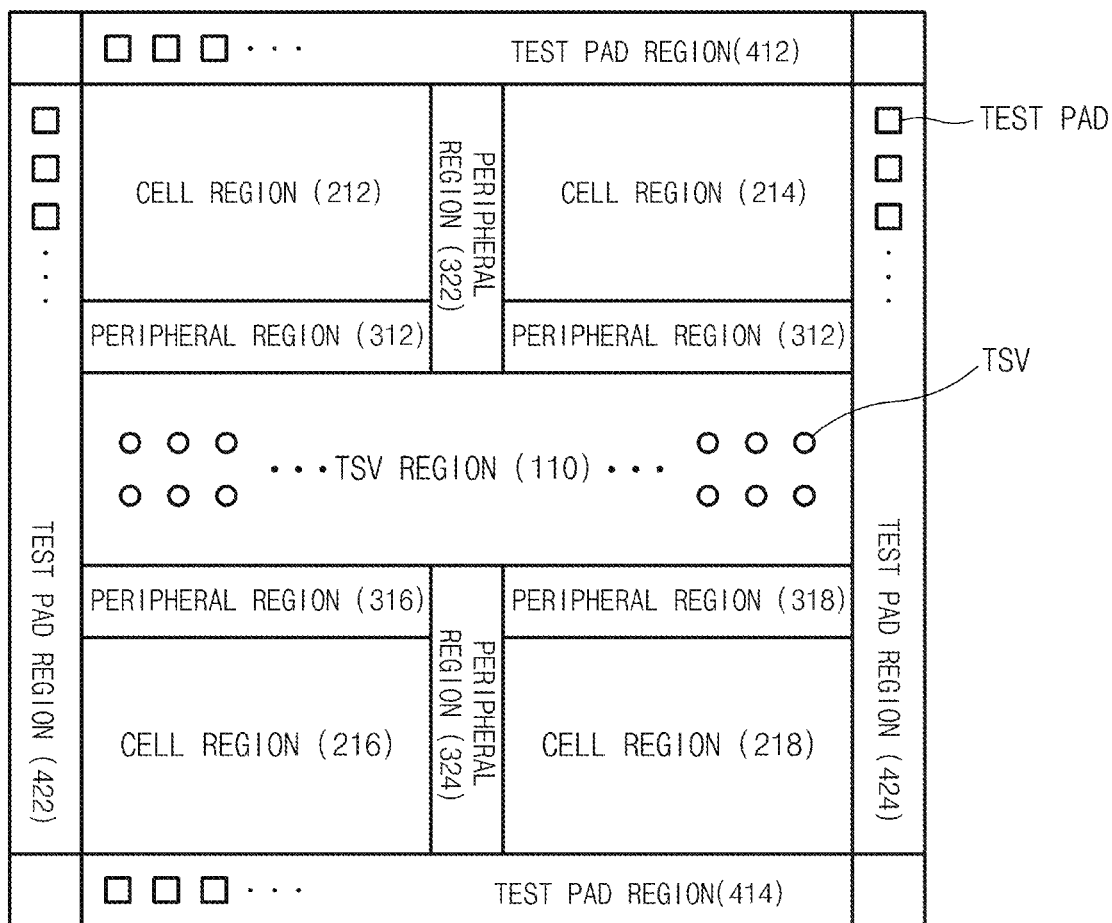 TEST PAD REGION(412)
TEST PAD
CELL REGION (212)
PERIPHERAL
REGION (322)
CELL REGION (214)
PERIPHERAL REGION (312)
PERIPHERAL REGION (312)
TSV
TSV REGION (110)
TEST PAD REGION (422)
TEST PAD REGION (424)
PERIPHERAL REGION (316)
PERIPHERAL REGION (318)
PERIPHERAL
REGION (324)
CELL REGION (216)
CELL REGION (218)
TEST PAD REGION(414)